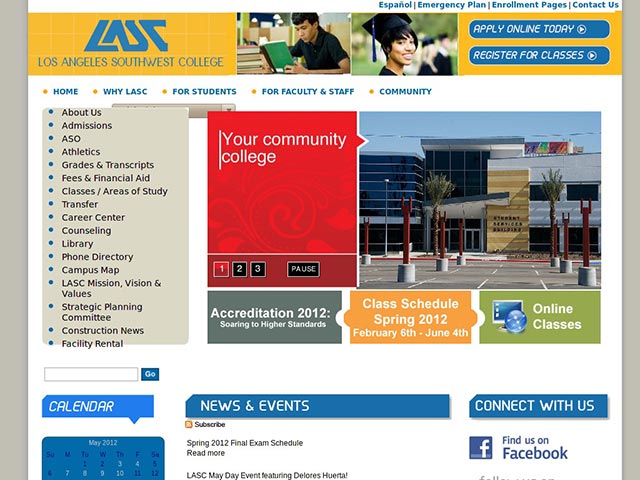 Español | Emergency Plan | Enrollment Pages | Contact Us
LASC
LOS ANGELES SOUTHWEST COLLEGE
APPLY ONLINE TODAY
REGISTER FOR CLASSES
HOME
WHY LASC
FOR STUDENTS
FOR FACULTY & STAFF
COMMUNITY
About Us
Admissions
ASO
Athletics
Grades & Transcripts
Fees & Financial Aid
Classes / Areas of Study
Transfer
Career Center
Counseling
Library
Phone Directory
Campus Map
LASC Mission, Vision &
Values
Strategic Planning
Committee
Construction News
Facility Rental
Your community
college
1 2 3 PAUSE
STUDENT
SERVICES
BUILDING
Accreditation 2012:
Soaring to Higher Standards
Class Schedule
Spring 2012
February 6th - June 4th
Online
Classes
Go
CALENDAR
May 2012
Su M Tu W Th F S
1 2 3 4 5
6 7 8 9 10 11 12
NEWS & EVENTS
Subscribe
Spring 2012 Final Exam Schedule
Read more
LASC May Day Event featuring Delores Huerta!
CONNECT WITH US
Find us on
Facebook
follow us on